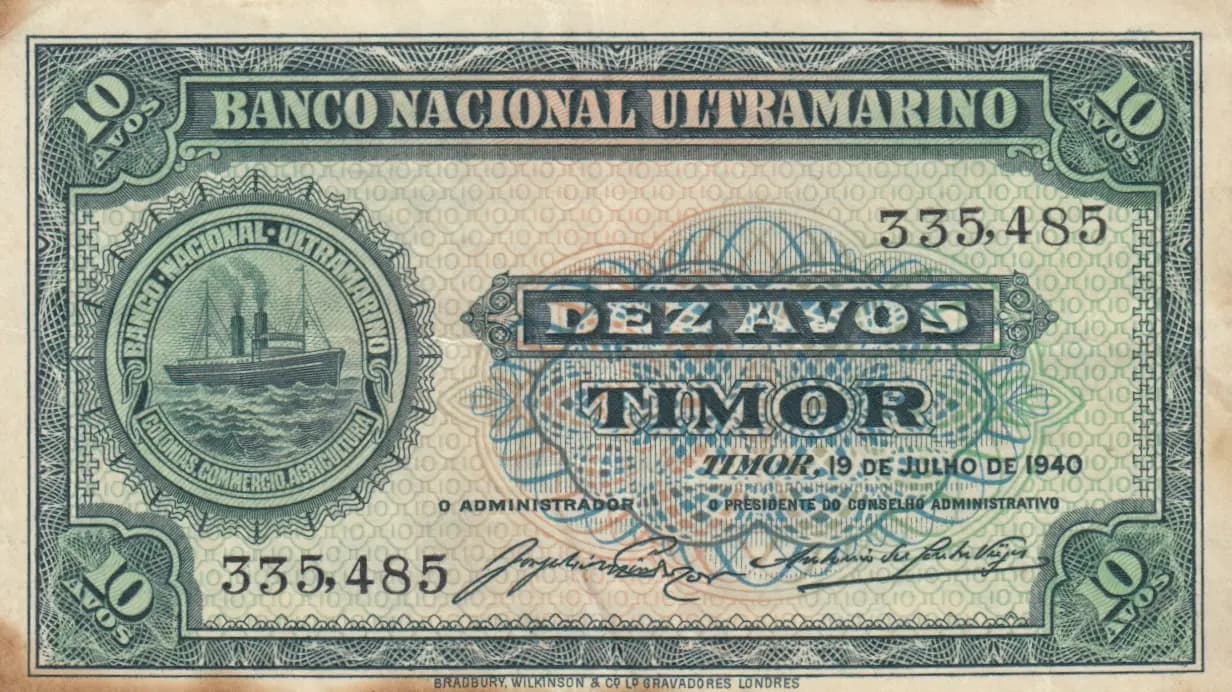 10 AVOS
BANCO NACIONAL ULTRAMARINO
10 AVOS
335,485
BANCO · NACIONAL · ULTRAMARINO
COLONIAS, COMMERCIO, AGRICULTURA
DEZ AVOS
TIMOR
TIMOR, 19 DE JULHO DE 1940
O ADMINISTRADOR
O PRESIDENTE DO CONSELHO ADMINISTRATIVO
335,485
10 AVOS
10 AVOS
BRADBURY, WILKINSON & Cº Lº GRAVADORES LONDRES